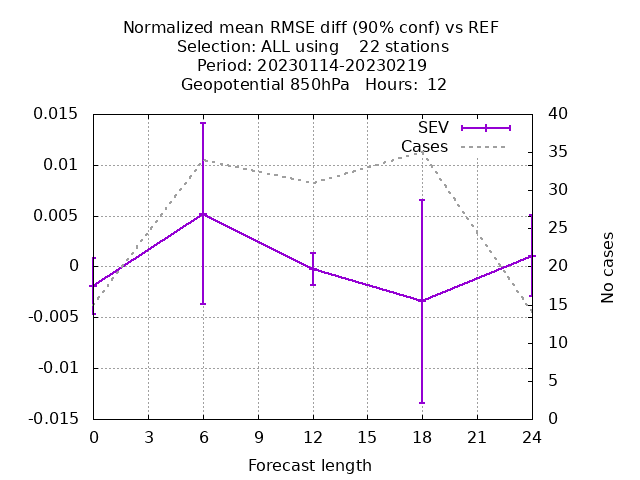 Normalized mean RMSE diff (90% conf) vs REF
Selection: ALL using    22 stations
Period: 20230114-20230219
Geopotential 850hPa   Hours:  12
0.015
0.01
0.005
0
-0.005
-0.01
-0.015
40
35
30
25
20
15
10
5
0
SEV
Cases
No cases
0 3 6 9 12 15 18 21 24
Forecast length